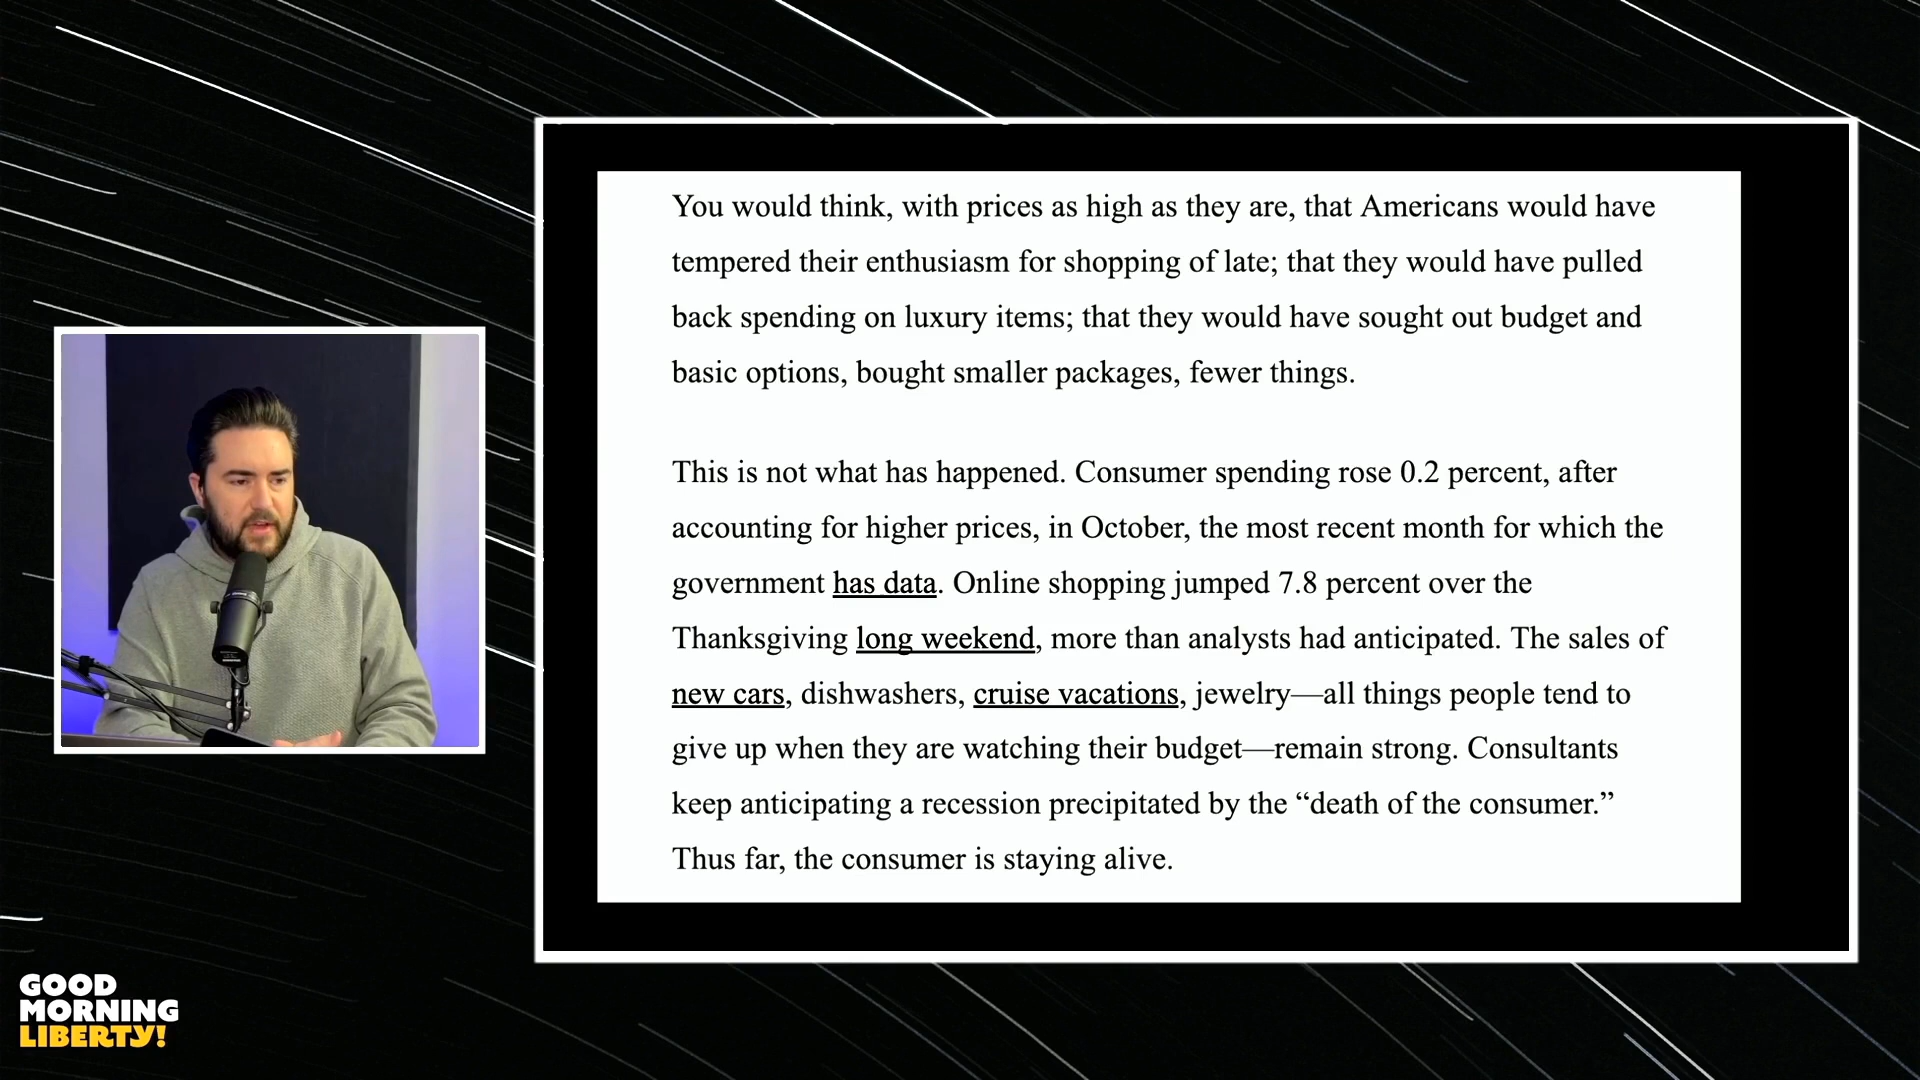 You would think, with prices as high as they are, that Americans would have
tempered their enthusiasm for shopping of late; that they would have pulled
back spending on luxury items; that they would have sought out budget and
basic options, bought smaller packages, fewer things.
This is not what has happened. Consumer spending rose 0.2 percent, after
accounting for higher prices, in October, the most recent month for which the
government has data. Online shopping jumped 7.8 percent over the
Thanksgiving long weekend, more than analysts had anticipated. The sales of
new cars, dishwashers, cruise vacations, jewelry—all things people tend to
give up when they are watching their budget—remain strong. Consultants
keep anticipating a recession precipitated by the “death of the consumer.”
Thus far, the consumer is staying alive.
GOOD
MORNING
LIBERTY!